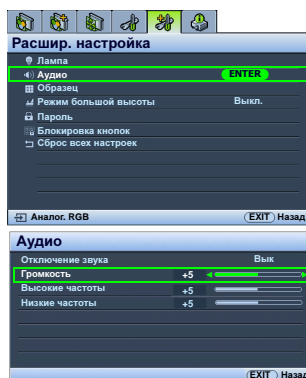 Расшир. настройка
Лампа
Аудио ENTER
Образец
Режим большой высоты Выкл.
Пароль
Блокировка кнопок
Сброс всех настроек
Аналог. RGB EXIT Назад
Аудио
Отключение звука Вык
Громкость +5
Высокие частоты +5
Низкие частоты +5
EXIT Назад